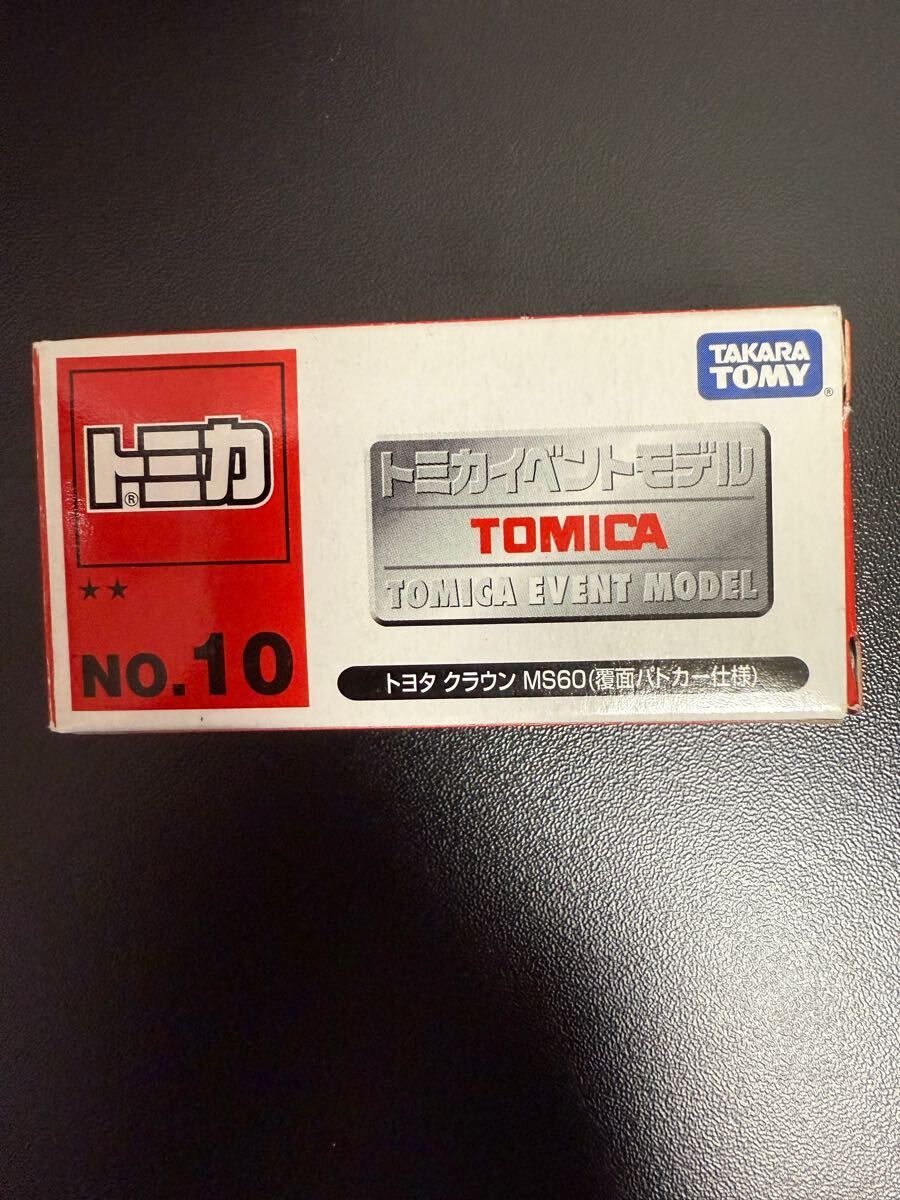 トミカ®
★★
NO.10
TAKARA
TOMY®
トミカイベントモデル
TOMICA
TOMICA EVENT MODEL
トヨタ クラウン MS60(覆面パトカー仕様)